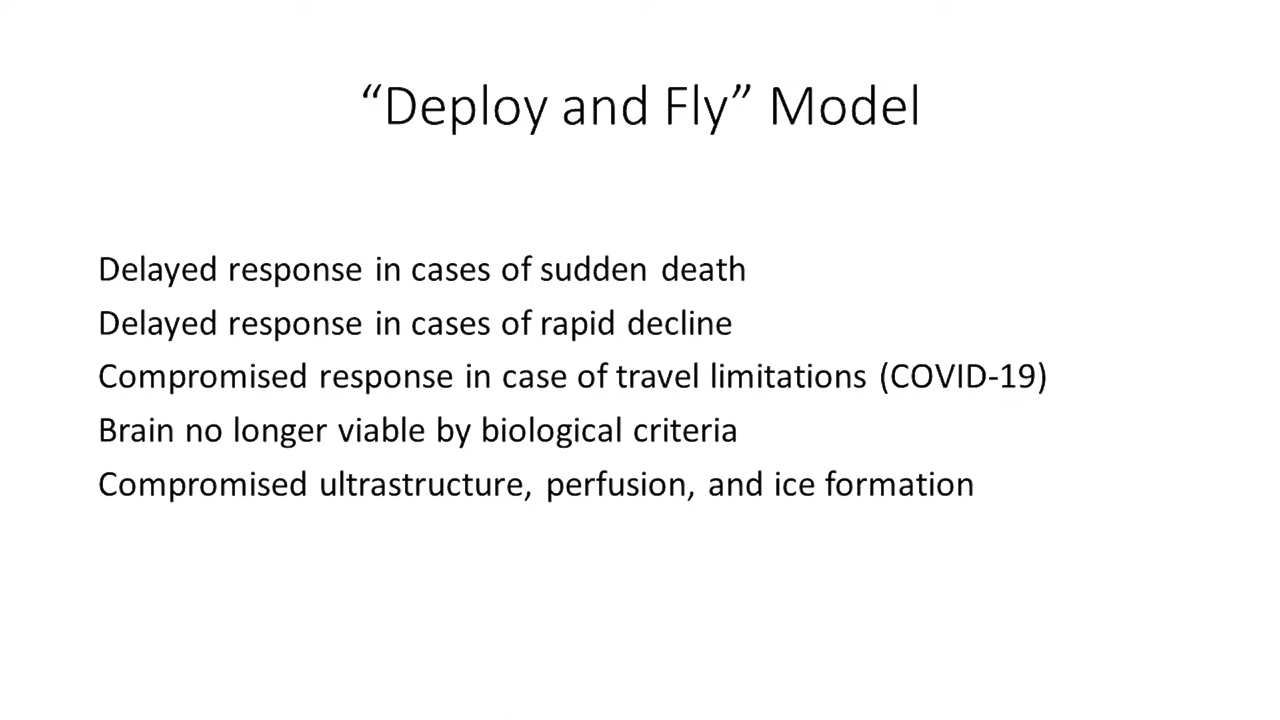 “Deploy and Fly” Model
Delayed response in cases of sudden death
Delayed response in cases of rapid decline
Compromised response in case of travel limitations (COVID-19)
Brain no longer viable by biological criteria
Compromised ultrastructure, perfusion, and ice formation